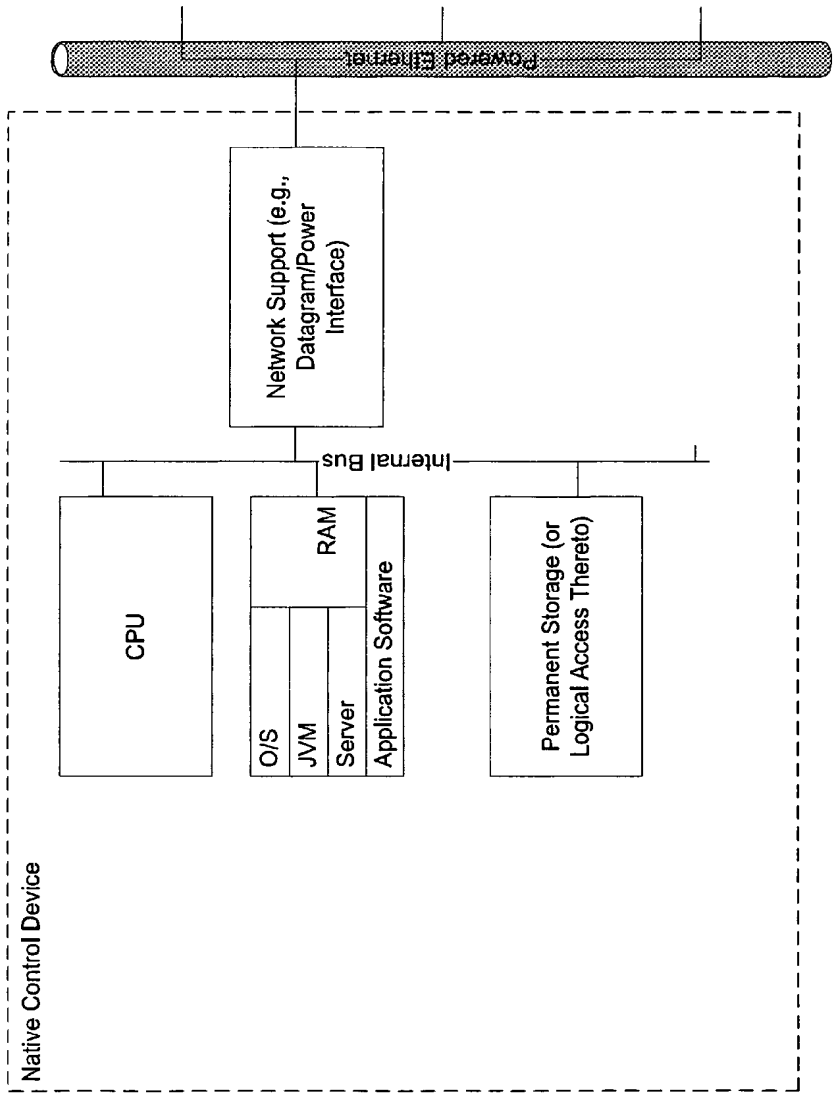 Native Control Device
CPU
O/S
JVM
Server
RAM
Application Software
Permanent Storage (or
Logical Access Thereto)
Internal Bus
Network Support (e.g.,
Datagram/Power
Interface)
Powered Ethernet